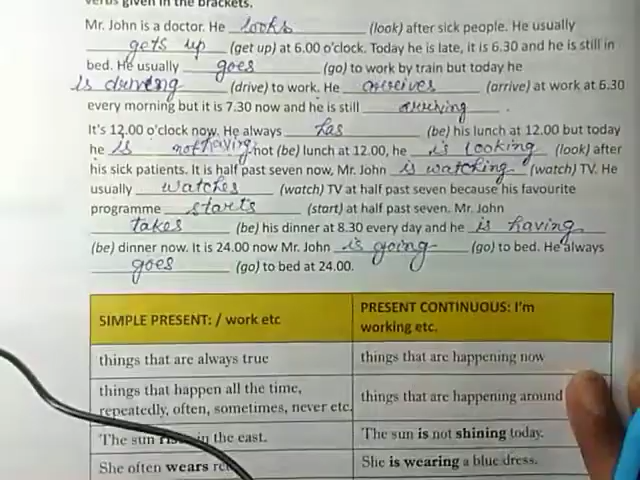 verbs given in the brackets.
Mr. John is a doctor. He looks (look) after sick people. He usually
gets up (get up) at 6.00 o'clock. Today he is late, it is 6.30 and he is still in
bed. He usually goes (go) to work by train but today he
is driving (drive) to work. He arrives (arrive) at work at 6.30
every morning but it is 7.30 now and he is still arriving .
It's 12.00 o'clock now. He always has (be) his lunch at 12.00 but today
he is not having not (be) lunch at 12.00, he is looking (look) after
his sick patients. It is half past seven now, Mr. John is watching (watch) TV. He
usually watches (watch) TV at half past seven because his favourite
programme starts (start) at half past seven. Mr. John
takes (be) his dinner at 8.30 every day and he is having
(be) dinner now. It is 24.00 now Mr. John is going (go) to bed. He always
goes (go) to bed at 24.00.
SIMPLE PRESENT: / work etc
PRESENT CONTINUOUS: I'm
working etc.
things that are always true
things that are happening now
things that happen all the time,
repeatedly, often, sometimes, never etc.
things that are happening around
The sun in the east.
The sun is not shining today.
She often wears
She is wearing a blue dress.